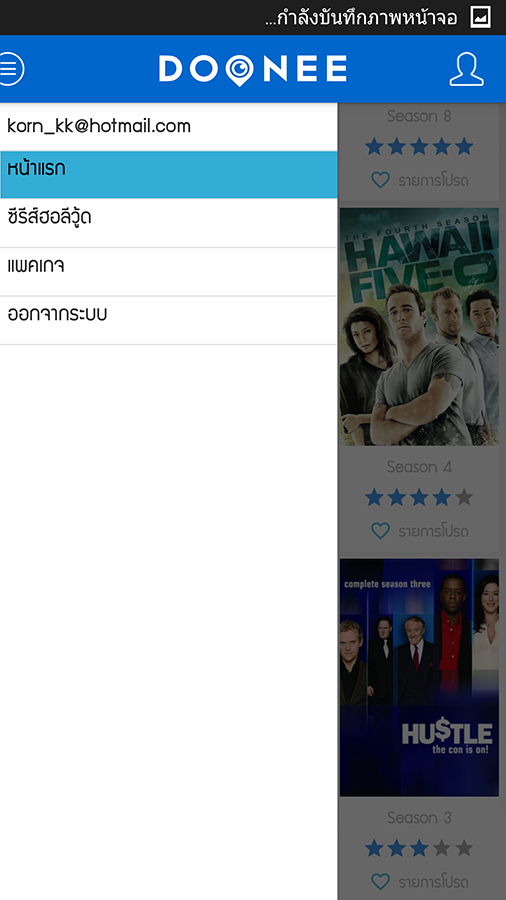 ...กำลังบันทึกภาพหน้าจอ
DOONEE
korn_kk@hotmail.com
หน้าแรก
ซีรีส์ฮอลีวู้ด
แพคเกจ
ออกจากระบบ
Season 8
รายการโปรด
THE FOURTH SEASON
HAWAII
FIVE-O
Season 4
รายการโปรด
complete season three
HU$TLE
the con is on!
Season 3
รายการโปรด